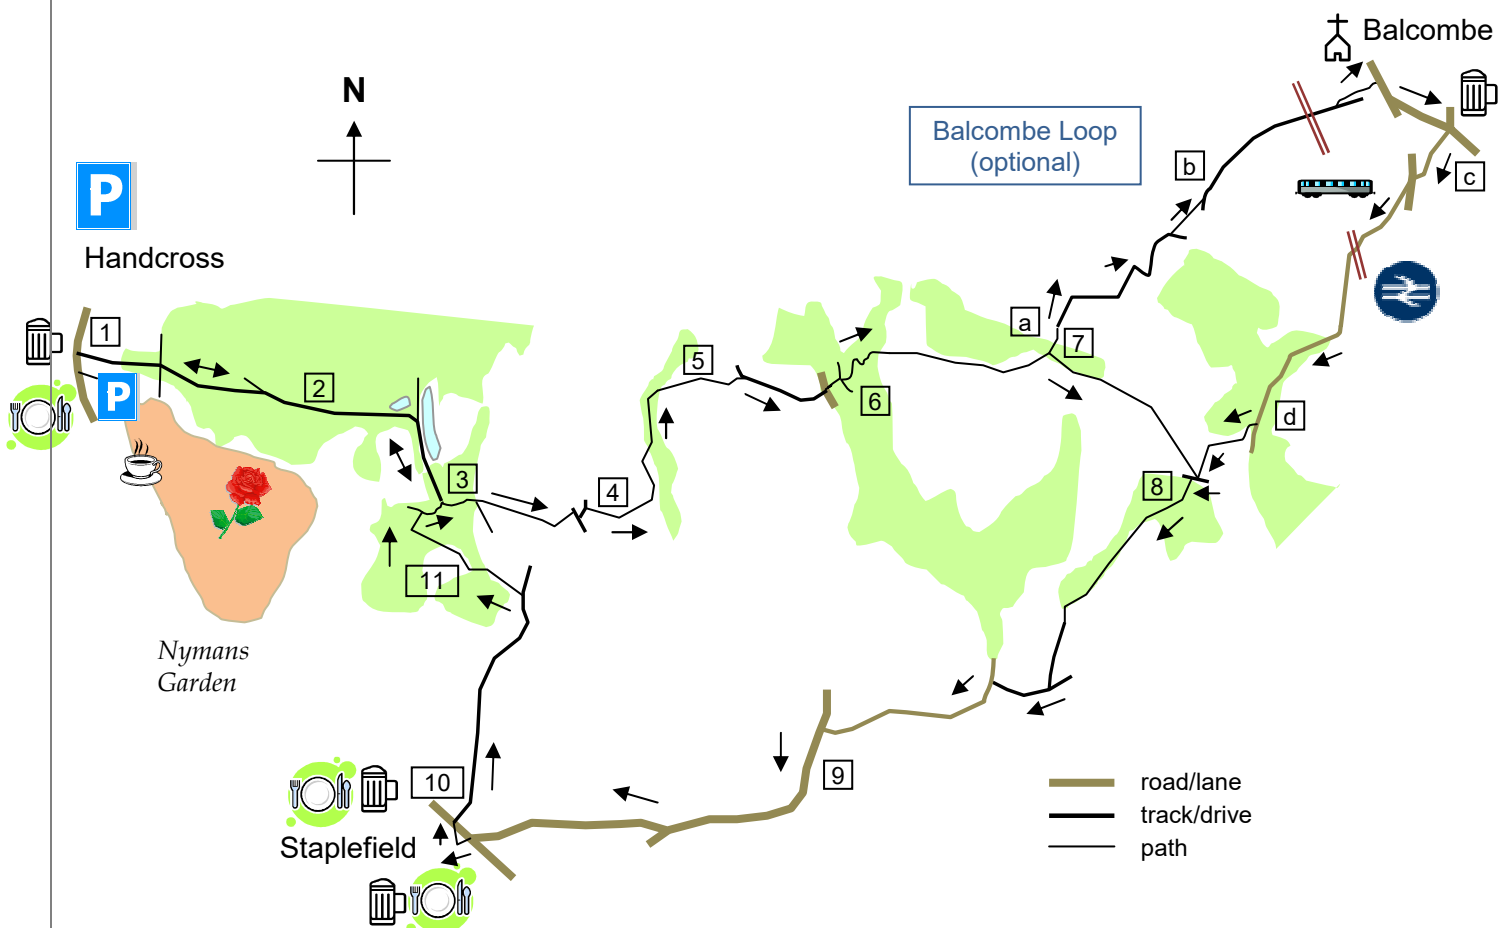 Balcombe
N
Balcombe Loop
(optional)
b
c
P
Handcross
1
a
7
5
2
P
6
d
3
4
8
11
Nymans
Garden
10
9
road/lane
track/drive
path
Staplefield